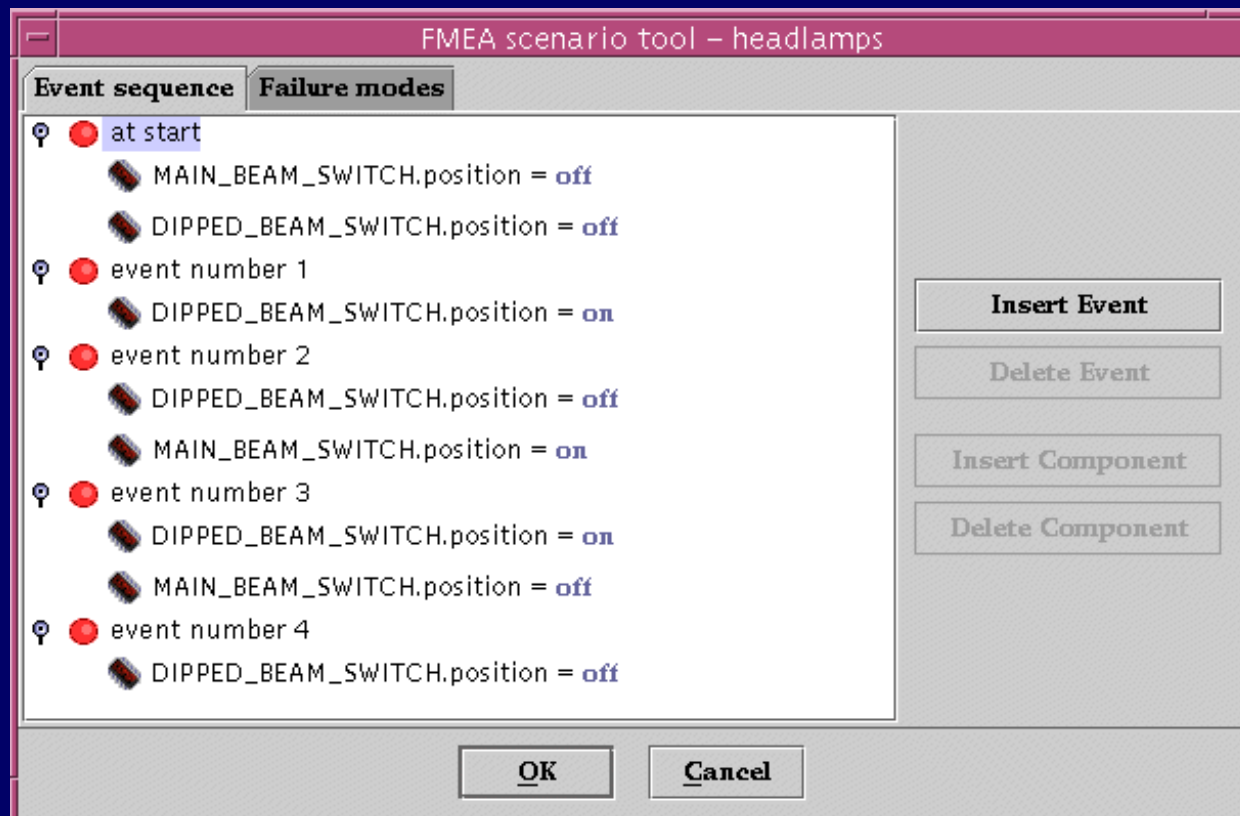 FMEA scenario tool – headlamps
Event sequence
Failure modes
at start
MAIN_BEAM_SWITCH.position = off
DIPPED_BEAM_SWITCH.position = off
event number 1
DIPPED_BEAM_SWITCH.position = on
event number 2
DIPPED_BEAM_SWITCH.position = off
MAIN_BEAM_SWITCH.position = on
event number 3
DIPPED_BEAM_SWITCH.position = on
MAIN_BEAM_SWITCH.position = off
event number 4
DIPPED_BEAM_SWITCH.position = off
Insert Event
Delete Event
Insert Component
Delete Component
OK
Cancel